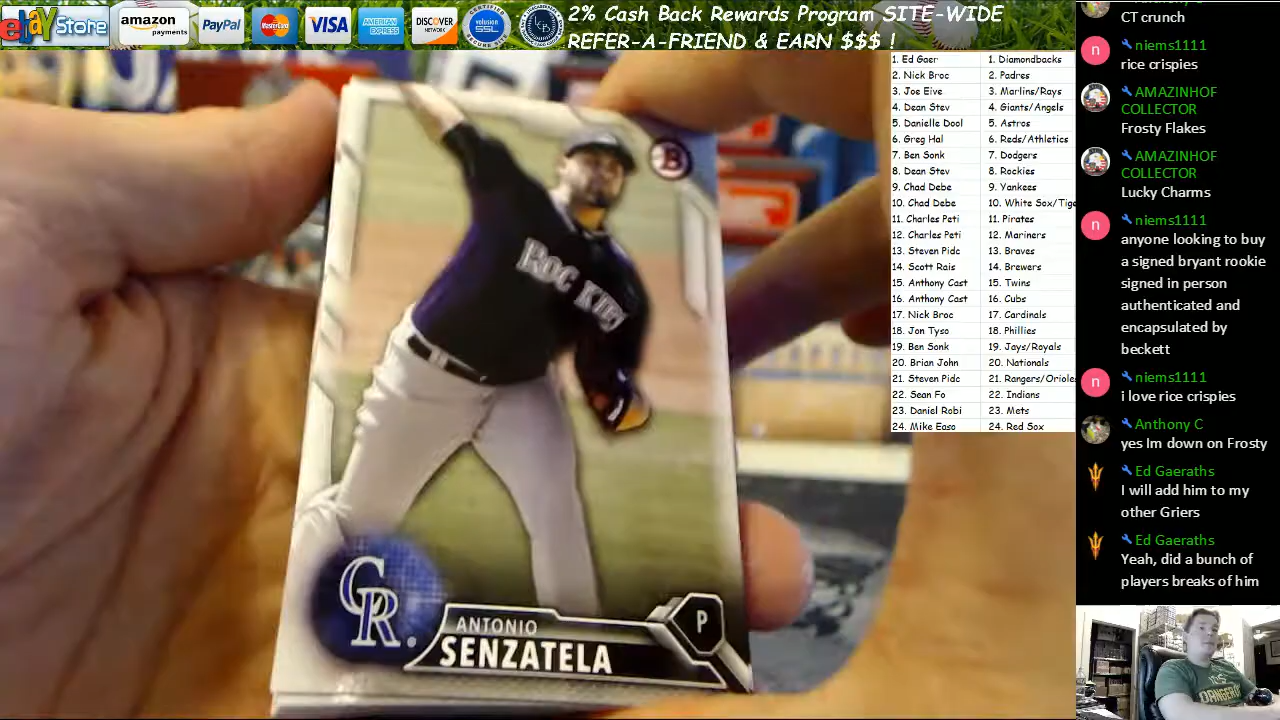 ebay Store
amazon
payments
PayPal
MasterCard
VISA
AMERICAN
EXPRESS
DISCOVER
NETWORK
CERTIFIED
volusion
SSL
2% Cash Back Rewards Program SITE-WIDE
REFER-A-FRIEND & EARN $$$ !
1. Ed Gaer 1. Diamondbacks
2. Nick Broc 2. Padres
3. Joe Eive 3. Marlins/Rays
4. Dean Stev 4. Giants/Angels
5. Danielle Dool 5. Astros
6. Greg Hal 6. Reds/Athletics
7. Ben Sonk 7. Dodgers
8. Dean Stev 8. Rockies
9. Chad Debe 9. Yankees
10. Chad Debe 10. White Sox/Tige
11. Charles Peti 11. Pirates
12. Charles Peti 12. Mariners
13. Steven Pidc 13. Braves
14. Scott Rais 14. Brewers
15. Anthony Cast 15. Twins
16. Anthony Cast 16. Cubs
17. Nick Broc 17. Cardinals
18. Jon Tyso 18. Phillies
19. Ben Sonk 19. Jays/Royals
20. Brian John 20. Nationals
21. Steven Pidc 21. Rangers/Oriole
22. Sean Fo 22. Indians
23. Daniel Robi 23. Mets
24. Mike Easo 24. Red Sox
CT crunch
n niems1111
rice crispies
AMAZINHOF
COLLECTOR
Frosty Flakes
AMAZINHOF
COLLECTOR
Lucky Charms
n niems1111
anyone looking to buy
a signed bryant rookie
signed in person
authenticated and
encapsulated by
beckett
n niems1111
i love rice crispies
Anthony C
yes Im down on Frosty
Ed Gaeraths
I will add him to my
other Griers
Ed Gaeraths
Yeah, did a bunch of
players breaks of him
B
CR
ANTONIO
SENZATELA
P